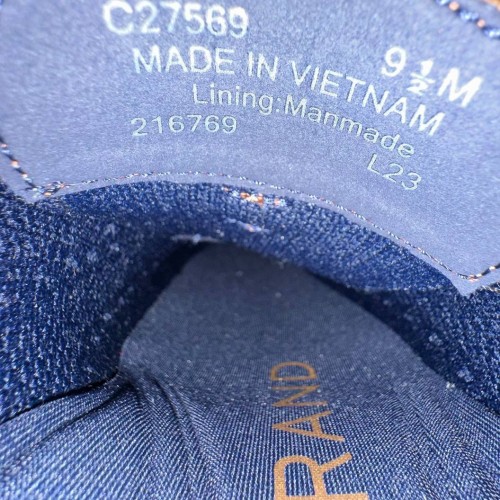 C27569
MADE IN VIETNAM 9½M
Lining:Manmade
216769 L23
RAND